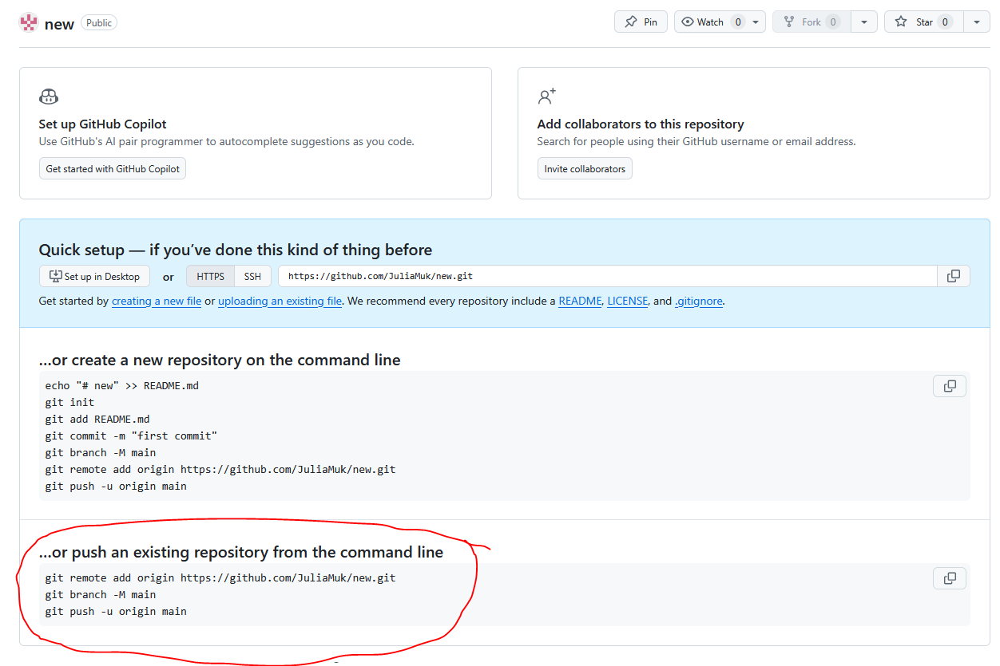 new Public
Pin Watch 0 Fork 0 Star 0
Set up GitHub Copilot
Use GitHub's AI pair programmer to autocomplete suggestions as you code.
Get started with GitHub Copilot
Add collaborators to this repository
Search for people using their GitHub username or email address.
Invite collaborators
Quick setup — if you’ve done this kind of thing before
Set up in Desktop or HTTPS SSH https://github.com/JuliaMuk/new.git
Get started by creating a new file or uploading an existing file. We recommend every repository include a README, LICENSE, and .gitignore.
…or create a new repository on the command line
echo "# new" >> README.md
git init
git add README.md
git commit -m "first commit"
git branch -M main
git remote add origin https://github.com/JuliaMuk/new.git
git push -u origin main
…or push an existing repository from the command line
git remote add origin https://github.com/JuliaMuk/new.git
git branch -M main
git push -u origin main